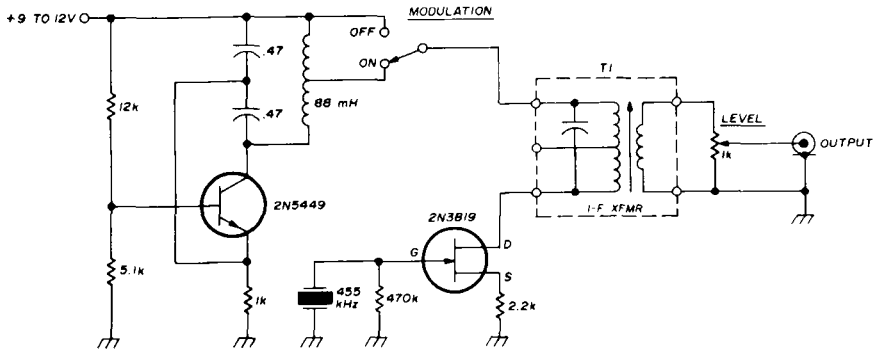 +9 TO 12V
MODULATION
OFF
ON
.47
.47
88 mH
12k
2N5449
5.1k
1k
455
kHz
470k
2N3819
G
D
S
2.2k
T1
I-F XFMR
LEVEL
1k
OUTPUT